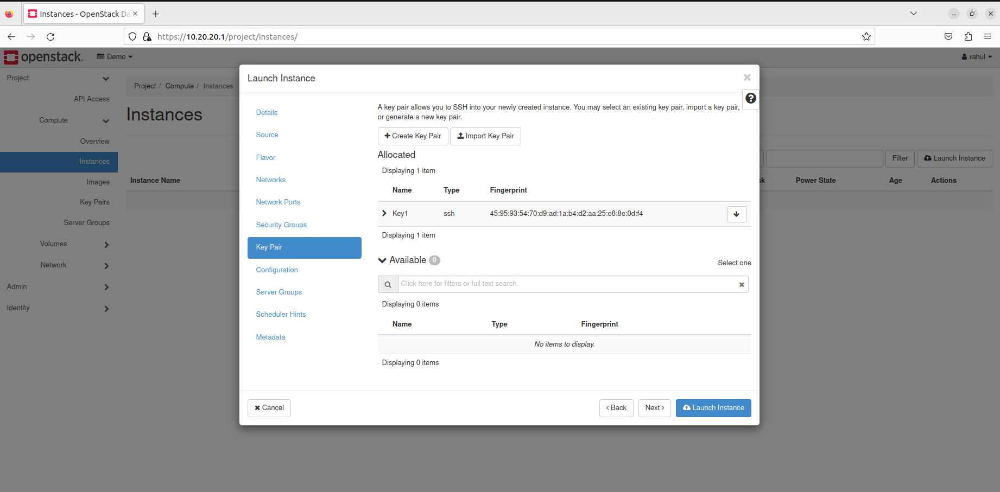 Instances - OpenStack Da
https://10.20.20.1/project/instances/
openstack.
Demo
rahul
Project
API Access
Compute
Overview
Instances
Images
Key Pairs
Server Groups
Volumes
Network
Admin
Identity
Project / Compute / Instances
Instances
Filter
Launch Instance
Instance Name
sk
Power State
Age
Actions
Launch Instance
Details
Source
Flavor
Networks
Network Ports
Security Groups
Key Pair
Configuration
Server Groups
Scheduler Hints
Metadata
A key pair allows you to SSH into your newly created instance. You may select an existing key pair, import a key pair,
or generate a new key pair.
Create Key Pair
Import Key Pair
Allocated
Displaying 1 item
Name Type Fingerprint
Key1 ssh 45:95:93:54:70:d9:ad:1a:b4:d2:aa:25:e8:8e:0d:f4
Displaying 1 item
Available 0
Select one
Click here for filters or full text search.
Displaying 0 items
Name Type Fingerprint
No items to display.
Displaying 0 items
Cancel
< Back
Next >
Launch Instance